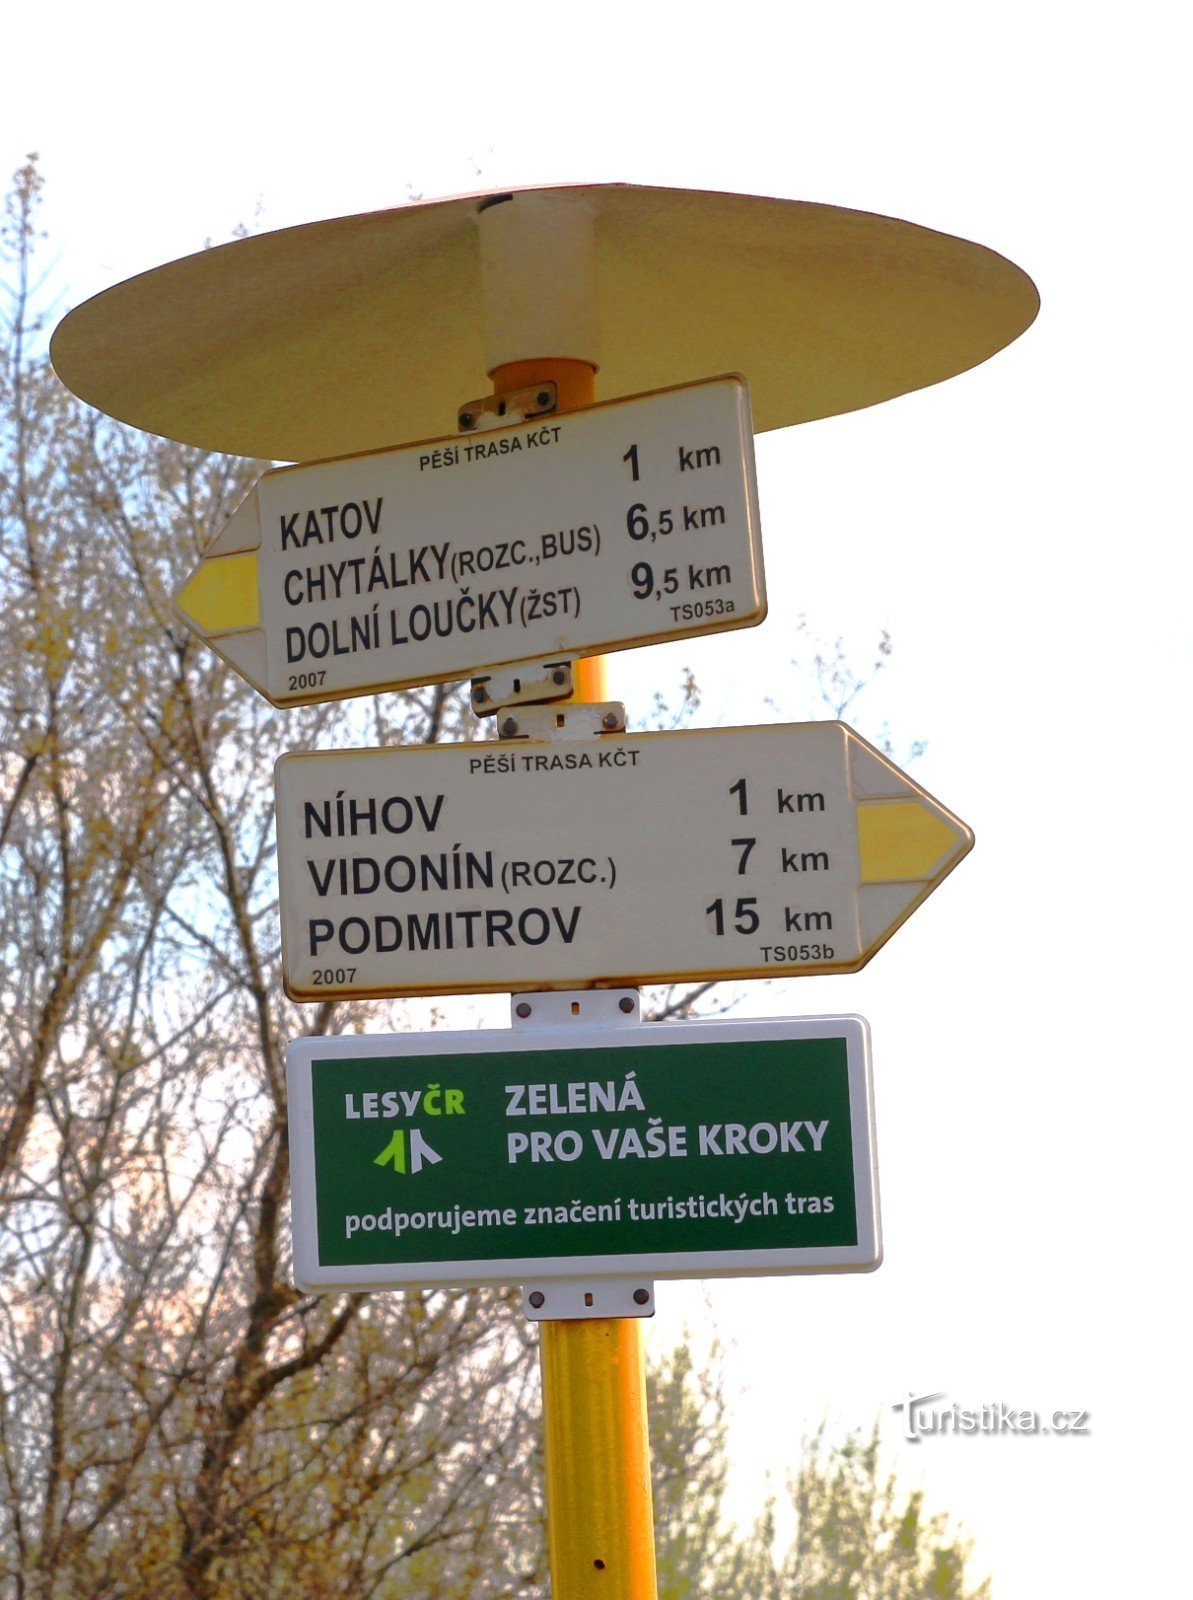 PĚŠÍ TRASA KČT
KATOV 1 km
CHYTÁLKY(ROZC.,BUS) 6,5 km
DOLNÍ LOUČKY(ŽST) 9,5 km
2007 TS053a
PĚŠÍ TRASA KČT
NÍHOV 1 km
VIDONÍN(ROZC.) 7 km
PODMITROV 15 km
2007 TS053b
LESYČR ZELENÁ
PRO VAŠE KROKY
podporujeme značení turistických tras
Turistika.cz